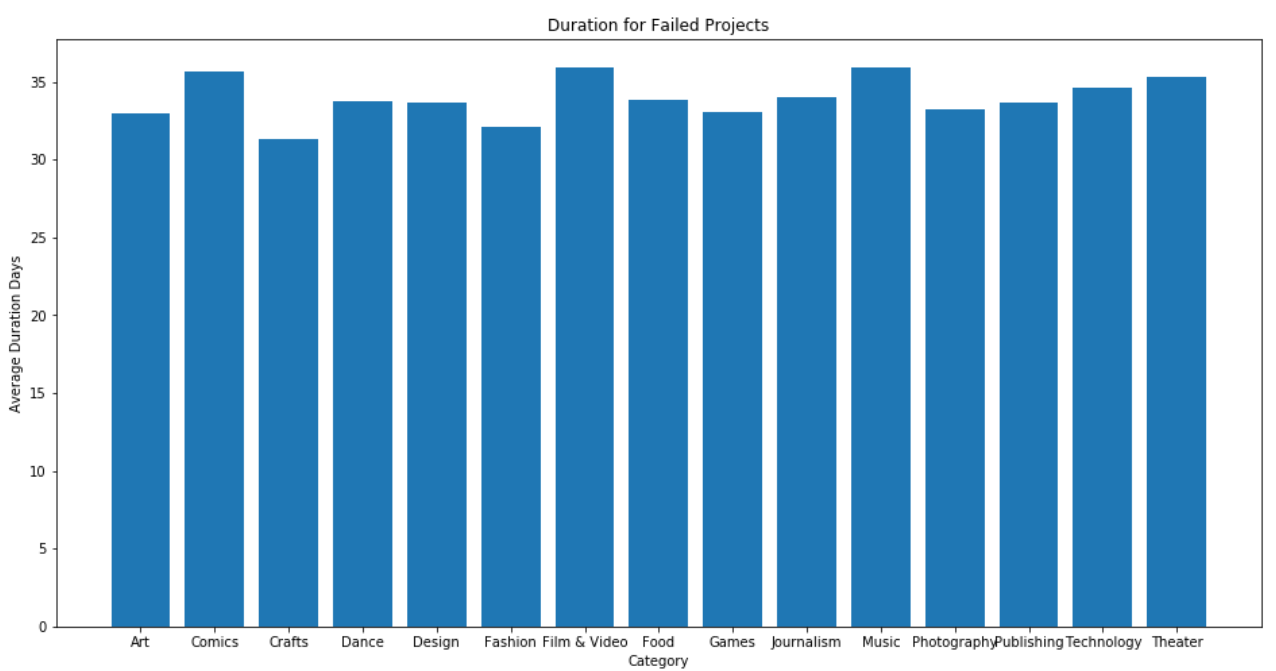 Duration for Failed Projects
Average Duration Days
35
30
25
20
15
10
5
0
Art Comics Crafts Dance Design Fashion Film & Video Food Games Journalism Music Photography Publishing Technology Theater
Category